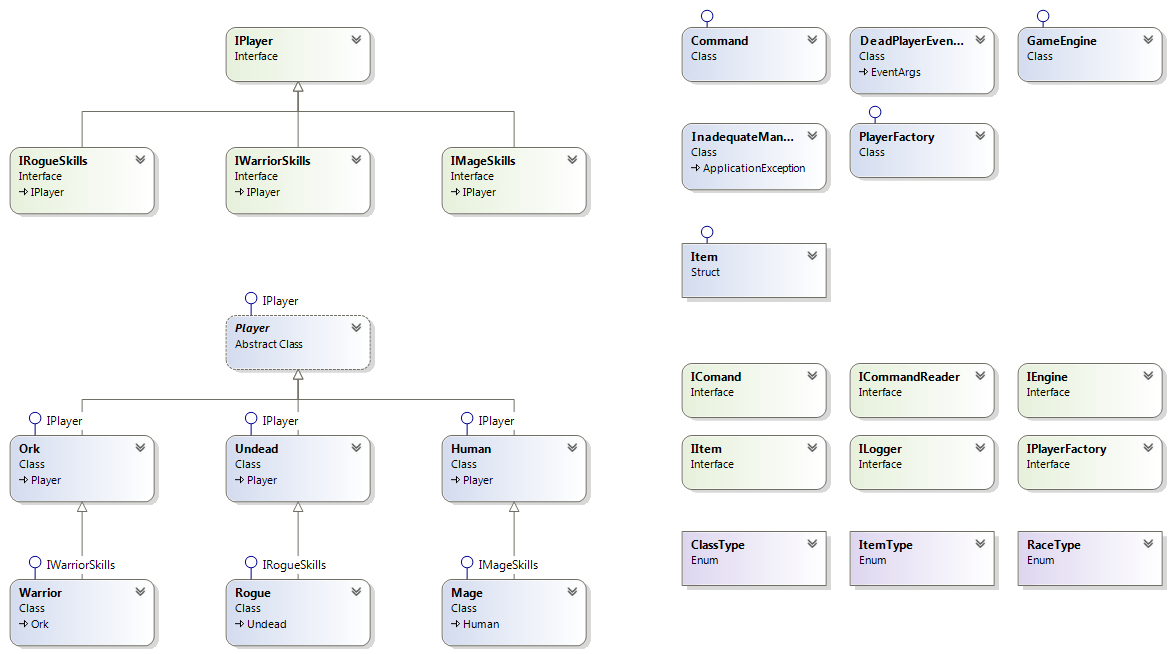 IPlayer
Interface
IRogueSkills
Interface
IPlayer
IWarriorSkills
Interface
IPlayer
IMageSkills
Interface
IPlayer
IPlayer
Player
Abstract Class
IPlayer
Ork
Class
Player
IPlayer
Undead
Class
Player
IPlayer
Human
Class
Player
IWarriorSkills
Warrior
Class
Ork
IRogueSkills
Rogue
Class
Undead
IMageSkills
Mage
Class
Human
Command
Class
DeadPlayerEven...
Class
EventArgs
GameEngine
Class
InadequateMan...
Class
ApplicationException
PlayerFactory
Class
Item
Struct
IComand
Interface
ICommandReader
Interface
IEngine
Interface
IItem
Interface
ILogger
Interface
IPlayerFactory
Interface
ClassType
Enum
ItemType
Enum
RaceType
Enum